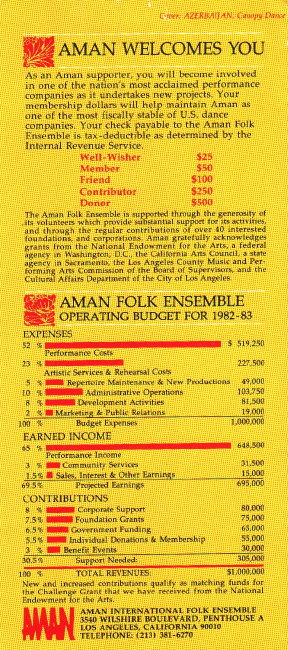 Cover: AZERBAIJAN, Canopy Dance
AMAN WELCOMES YOU
As an Aman supporter, you will become involved
in one of the nation's most acclaimed performance
companies as it undertakes new projects. Your
membership dollars will help maintain Aman as
one of the most fiscally stable of U.S. dance
companies. Your check payable to the Aman Folk
Ensemble is tax-deductible as determined by the
Internal Revenue Service.
Well-Wisher $25
Member $50
Friend $100
Contributor $250
Donor $500
The Aman Folk Ensemble is supported through the generosity of
its volunteers which provide substantial support for its activities,
and through the regular contributions of over 40 interested
foundations, and corporations. Aman gratefully acknowledges
grants from the National Endowment for the Arts, a federal
agency in Washington, D.C., the California Arts Council, a state
agency in Sacramento, the Los Angeles County Music and Per-
forming Arts Commission of the Board of Supervisors, and the
Cultural Affairs Department of the City of Los Angeles.
AMAN FOLK ENSEMBLE
OPERATING BUDGET FOR 1982-83
EXPENSES
52 % $ 519,250
Performance Costs
23 % 227,500
Artistic Services & Rehearsal Costs
5 % Repertoire Maintenance & New Productions 49,000
10 % Administrative Operations 103,750
8 % Development Activities 81,500
2 % Marketing & Public Relations 19,000
100 % Budget Expenses 1,000,000
EARNED INCOME
65 % 648,500
Performance Income
3 % Community Services 31,500
1.5% Sales, Interest & Other Earnings 15,000
69.5% Projected Earnings 695,000
CONTRIBUTIONS
8 % Corporate Support 80,000
7.5% Foundation Grants 75,000
6.5% Government Funding 65,000
5.5% Individual Donations & Membership 55,000
3 % Benefit Events 30,000
30.5% Support Needed: 305,000
100 % TOTAL REVENUES: $1,000,000
New and increased contributions qualify as matching funds for
the Challenge Grant that we have received from the National
Endowment for the Arts.
AMAN
AMAN INTERNATIONAL FOLK ENSEMBLE
3540 WILSHIRE BOULEVARD, PENTHOUSE A
LOS ANGELES, CALIFORNIA 90010
TELEPHONE: (213) 381-6270